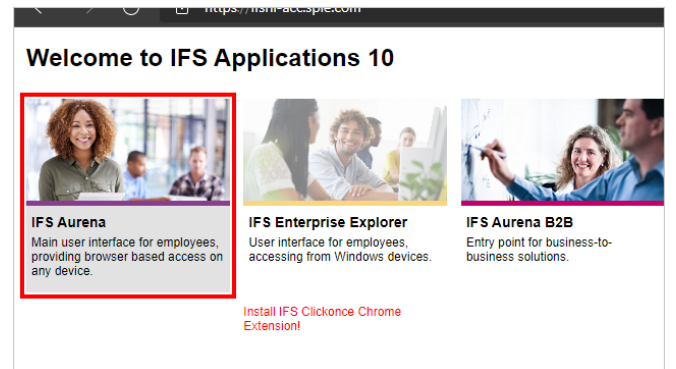 Welcome to IFS Applications 10
IFS Aurena
Main user interface for employees,
providing browser based access on
any device.
IFS Enterprise Explorer
User interface for employees,
accessing from Windows devices.
IFS Aurena B2B
Entry point for business-to-
business solutions.
Install IFS Clickonce Chrome
Extension!